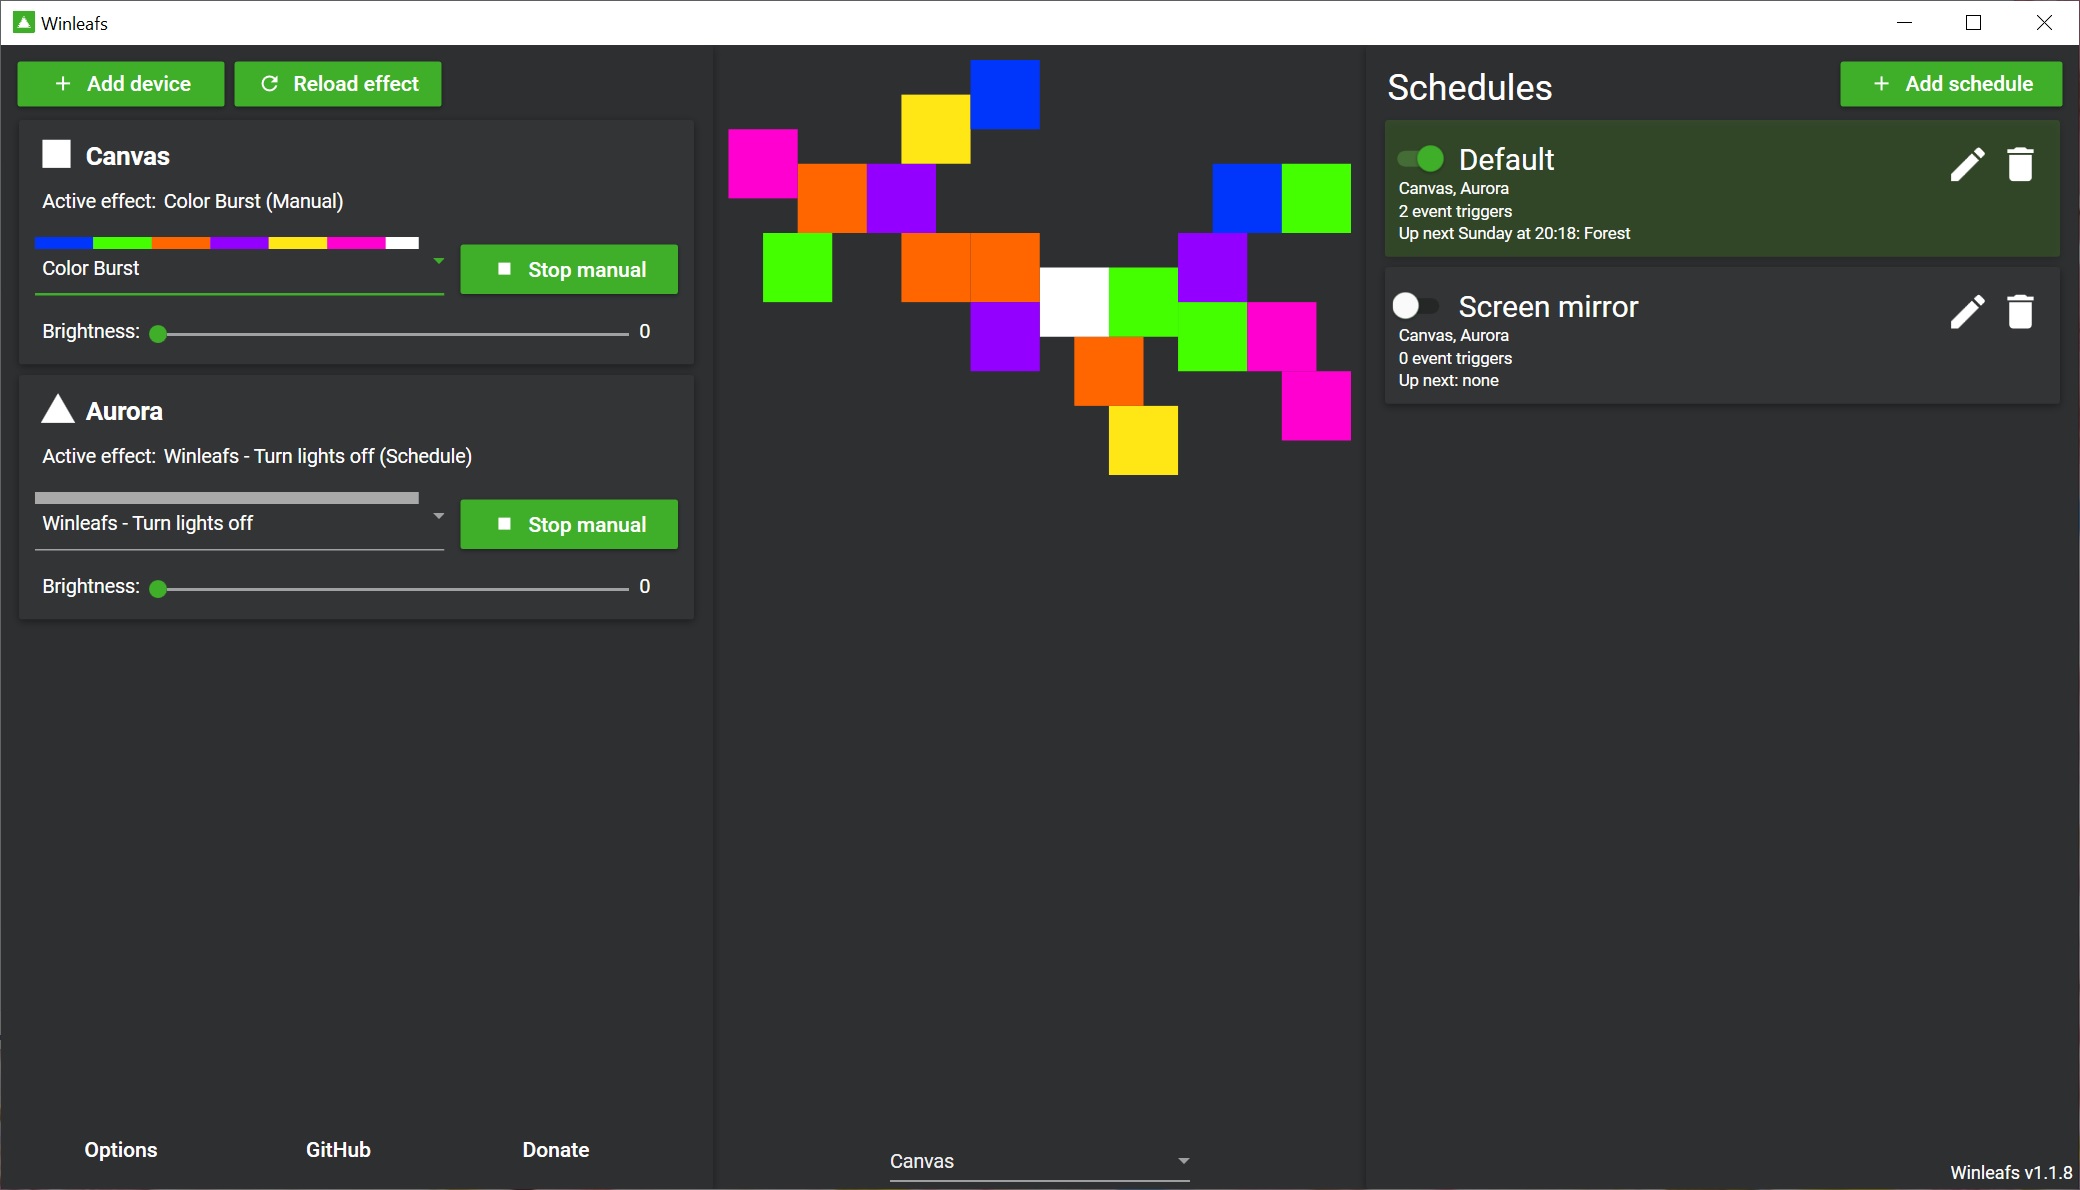 Winleafs
Add device
Reload effect
Canvas
Active effect: Color Burst (Manual)
Color Burst
Stop manual
Brightness:
0
Aurora
Active effect: Winleafs - Turn lights off (Schedule)
Winleafs - Turn lights off
Stop manual
Brightness:
0
Options
GitHub
Donate
Canvas
Schedules
Add schedule
Default
Canvas, Aurora
2 event triggers
Up next Sunday at 20:18: Forest
Screen mirror
Canvas, Aurora
0 event triggers
Up next: none
Winleafs v1.1.8